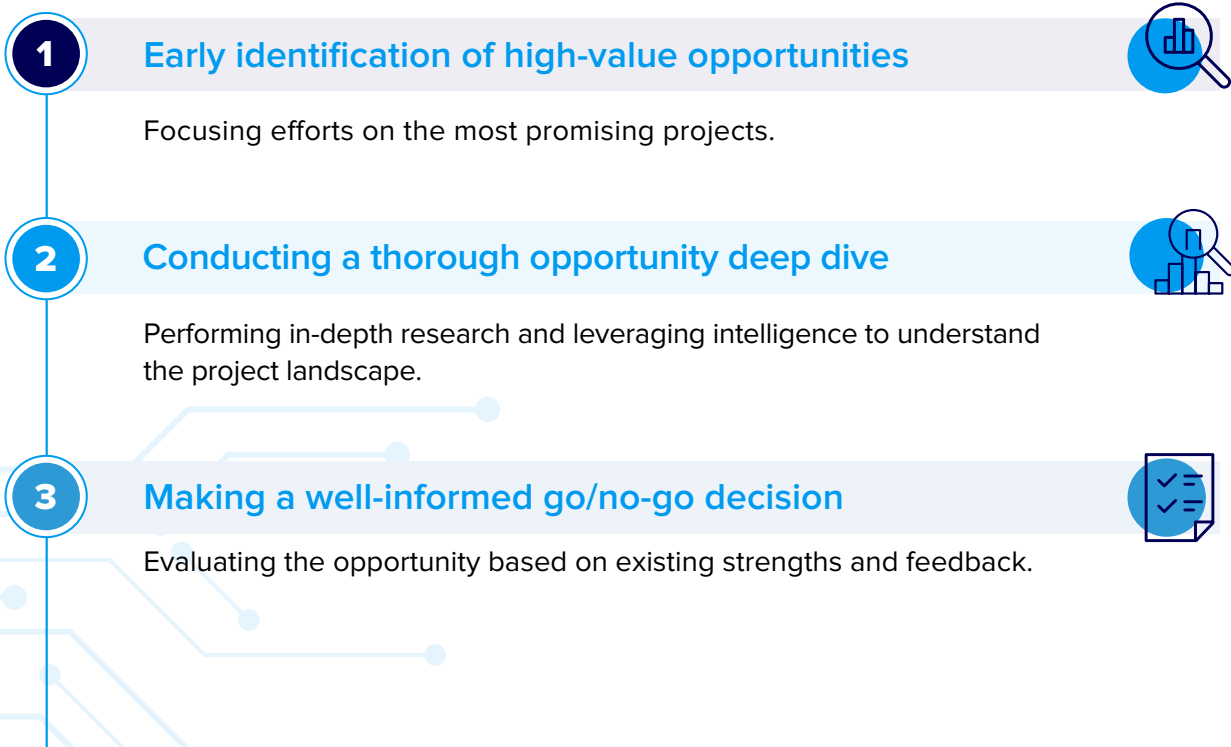 1
Early identification of high-value opportunities
Focusing efforts on the most promising projects.
2
Conducting a thorough opportunity deep dive
Performing in-depth research and leveraging intelligence to understand
the project landscape.
3
Making a well-informed go/no-go decision
Evaluating the opportunity based on existing strengths and feedback.